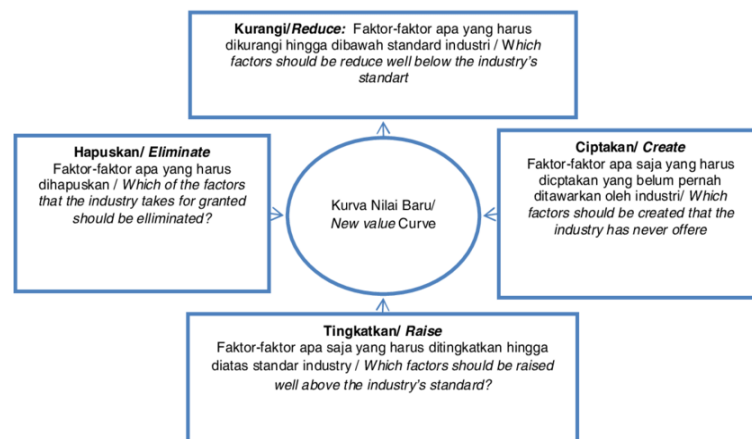 Kurangi/Reduce: Faktor-faktor apa yang harus
dikurangi hingga dibawah standard industri / Which
factors should be reduce well below the industry's
standart
Hapuskan/ Eliminate
Faktor-faktor apa yang harus
dihapuskan / Which of the factors
that the industry takes for granted
should be elliminated?
Kurva Nilai Baru/
New value Curve
Ciptakan/ Create
Faktor-faktor apa saja yang harus
dicptakan yang belum pernah
ditawarkan oleh industri/ Which
factors should be created that the
industry has never offere
Tingkatkan/ Raise
Faktor-faktor apa saja yang harus ditingkatkan hingga
diatas standar industry / Which factors should be raised
well above the industry's standard?